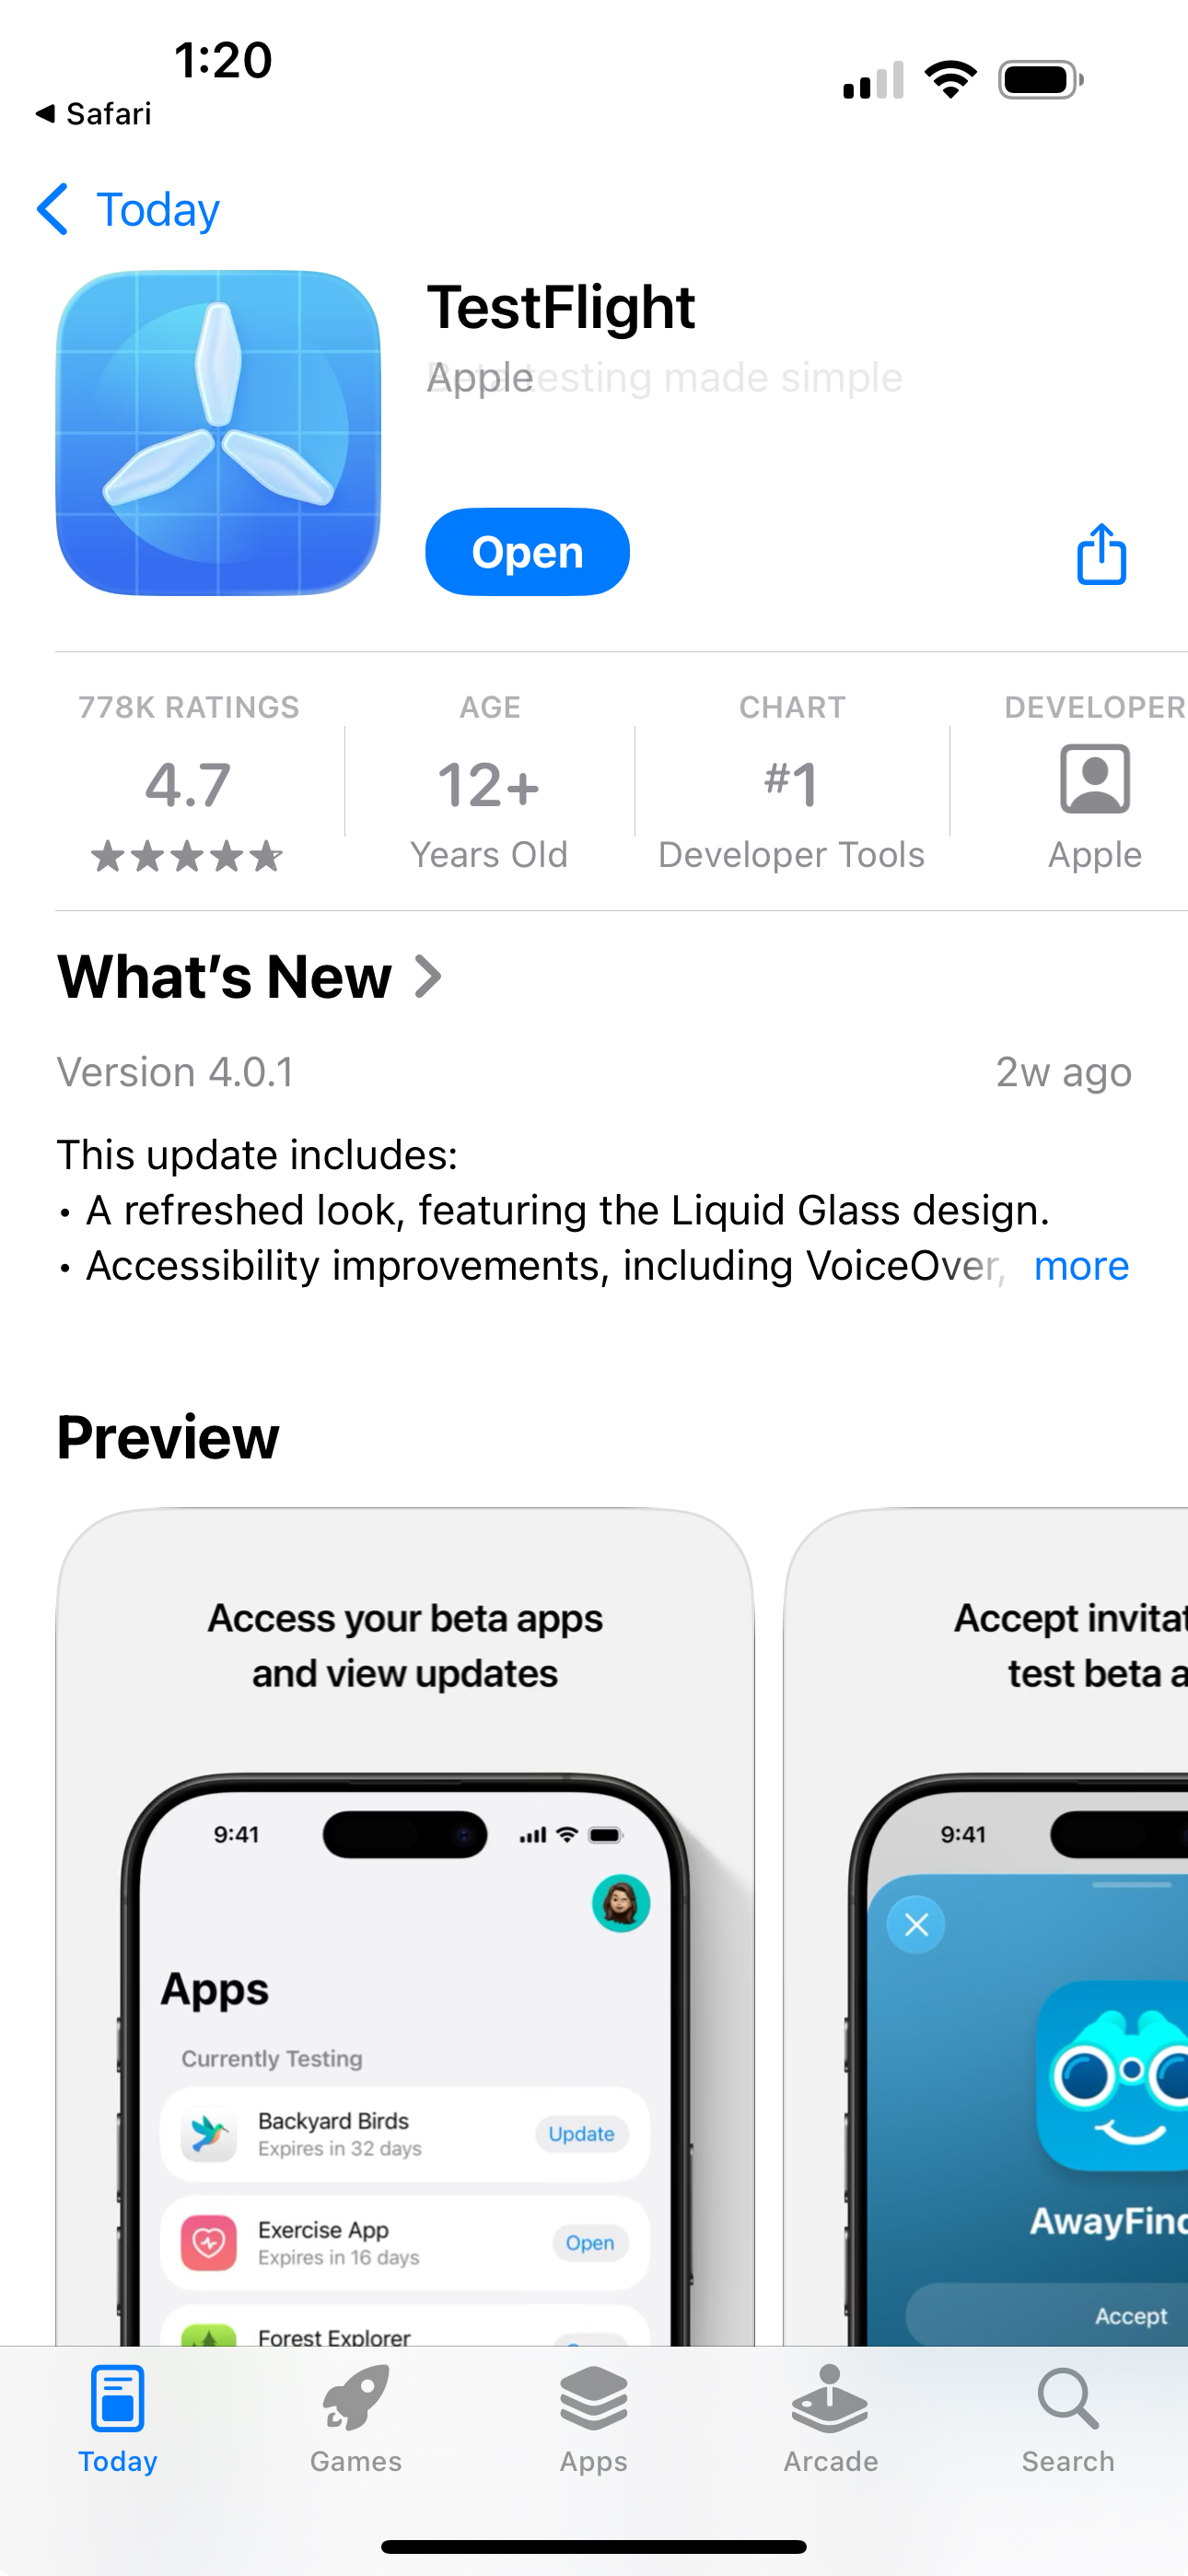 1:20
Safari
Today
TestFlight
Apple
Beta testing made simple
Open
778K RATINGS
4.7
AGE
12+
Years Old
CHART
#1
Developer Tools
DEVELOPER
Apple
What’s New
Version 4.0.1
2w ago
This update includes:
• A refreshed look, featuring the Liquid Glass design.
• Accessibility improvements, including VoiceOver, more
Preview
Access your beta apps
and view updates
9:41
Apps
Currently Testing
Backyard Birds
Expires in 32 days
Update
Exercise App
Expires in 16 days
Open
Forest Explorer
Accept invitat
test beta a
9:41
AwayFind
Accept
Today
Games
Apps
Arcade
Search